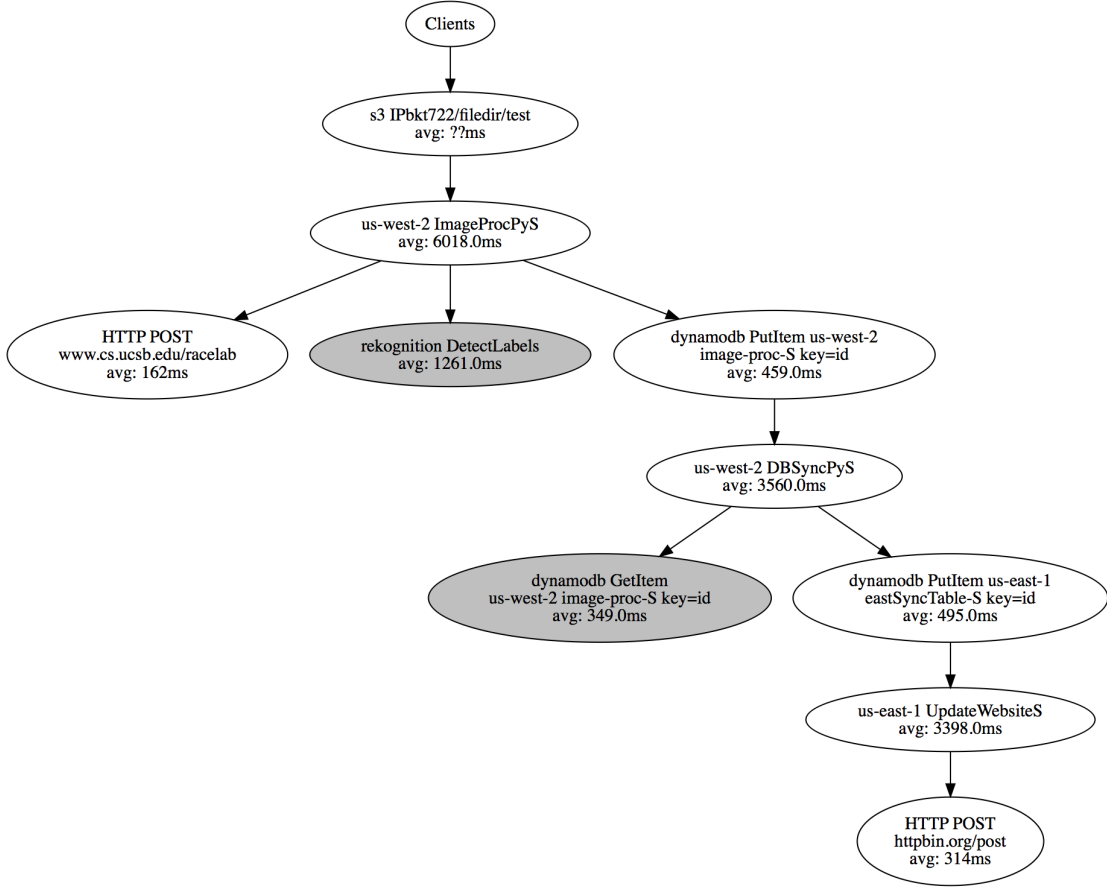 Clients
s3 IPbkt722/filedir/test
avg: ??ms
us-west-2 ImageProcPyS
avg: 6018.0ms
HTTP POST
www.cs.ucsb.edu/racelab
avg: 162ms
rekognition DetectLabels
avg: 1261.0ms
dynamodb PutItem us-west-2
image-proc-S key=id
avg: 459.0ms
us-west-2 DBSyncPyS
avg: 3560.0ms
dynamodb GetItem
us-west-2 image-proc-S key=id
avg: 349.0ms
dynamodb PutItem us-east-1
eastSyncTable-S key=id
avg: 495.0ms
us-east-1 UpdateWebsiteS
avg: 3398.0ms
HTTP POST
httpbin.org/post
avg: 314ms